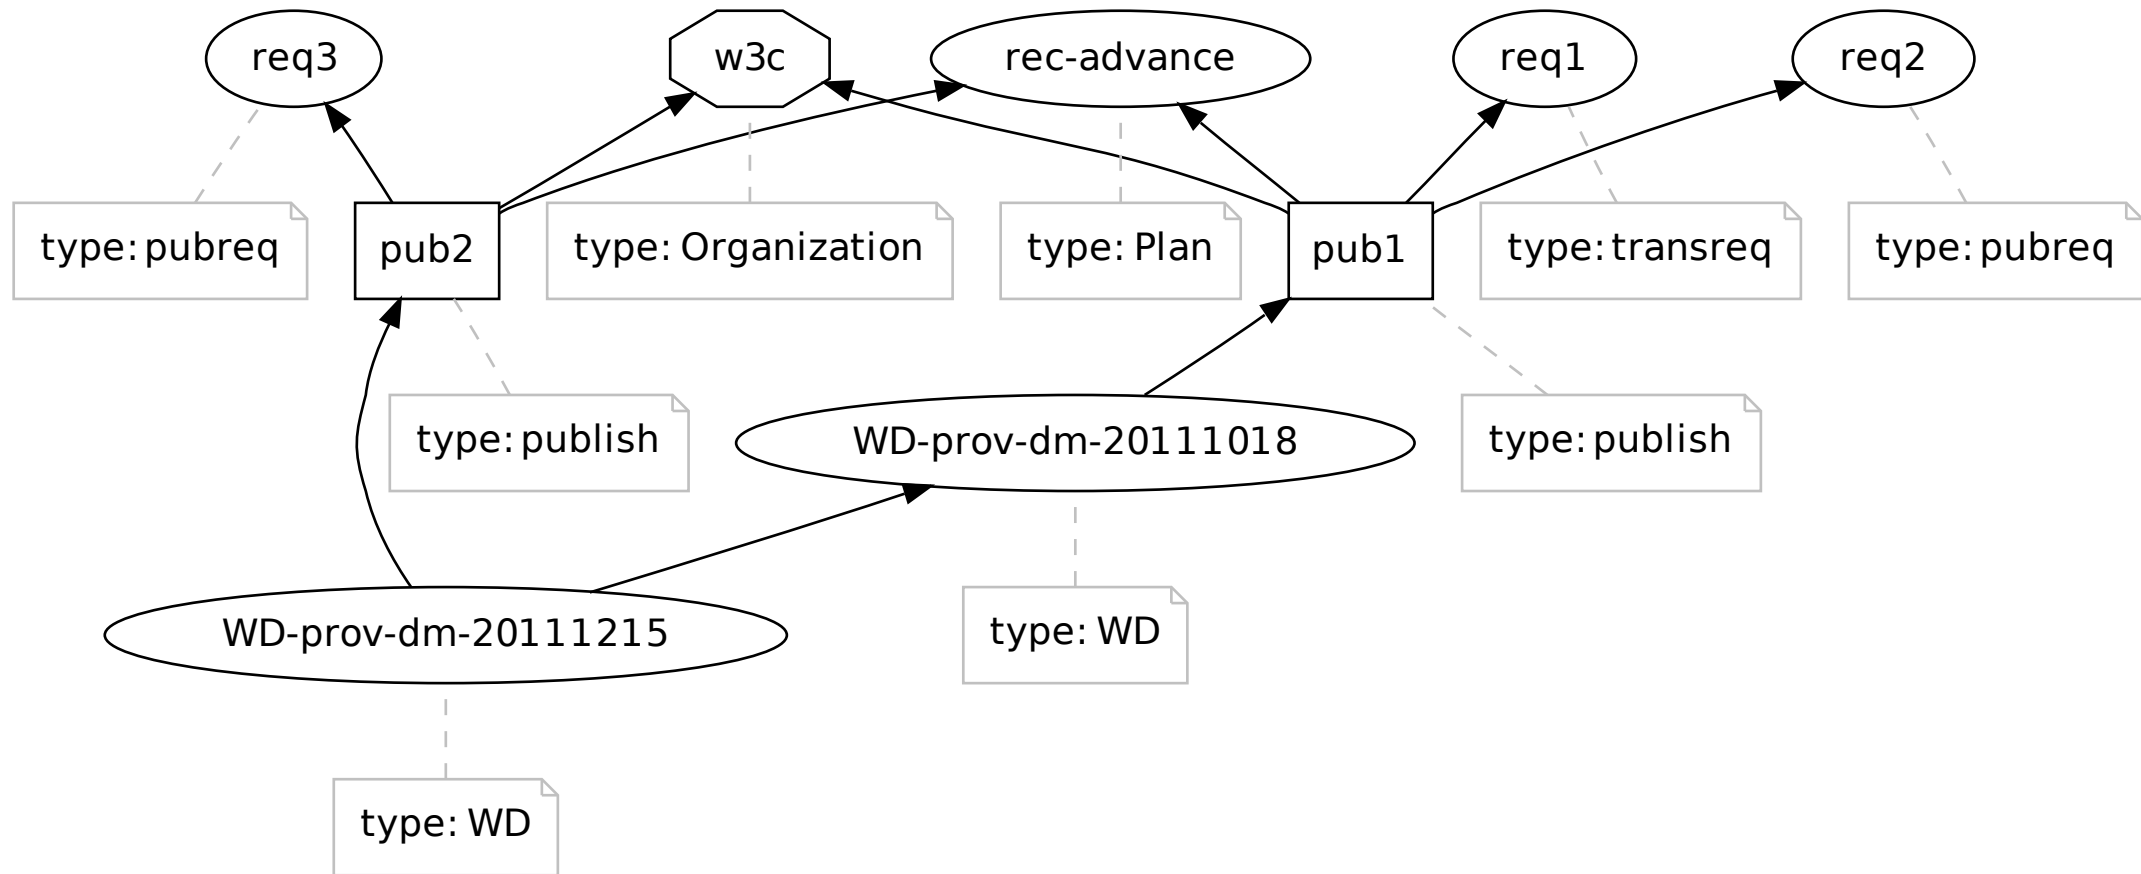 req3
w3c
rec-advance
req1
req2
type: pubreq
pub2
type: Organization
type: Plan
pub1
type: transreq
type: pubreq
type: publish
WD-prov-dm-20111018
type: publish
WD-prov-dm-20111215
type: WD
type: WD